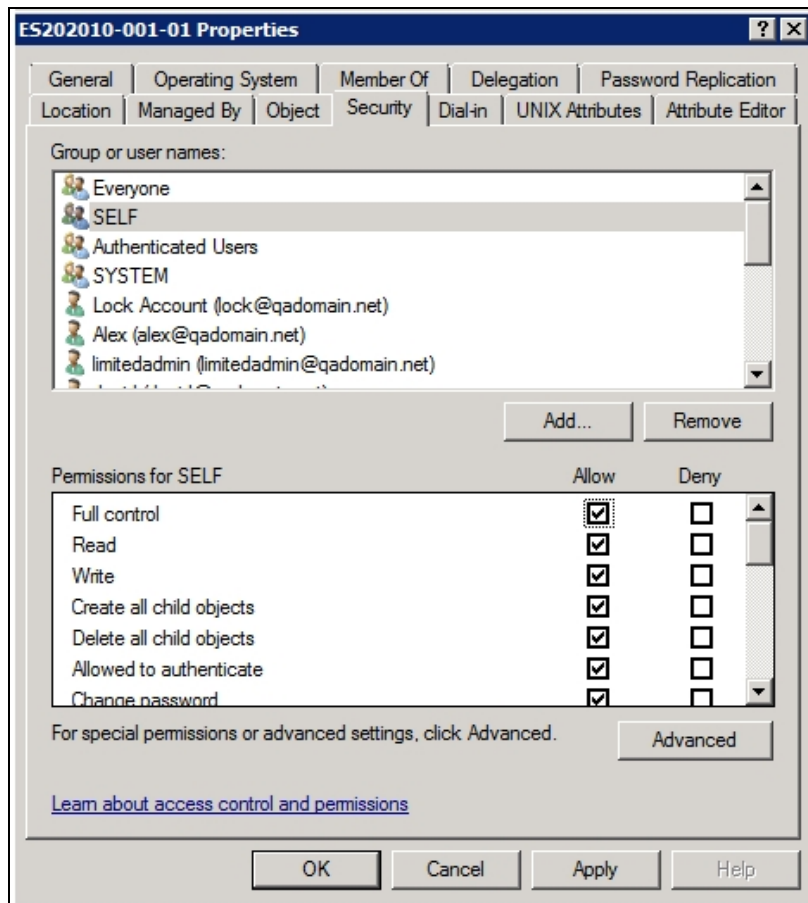 ES202010-001-01 Properties
General Operating System Member Of Delegation Password Replication
Location Managed By Object Security Dial-in UNIX Attributes Attribute Editor
Group or user names:
Everyone
SELF
Authenticated Users
SYSTEM
Lock Account (lock@qadomain.net)
Alex (alex@qadomain.net)
limitedadmin (limitedadmin@qadomain.net)
Add... Remove
Permissions for SELF Allow Deny
Full control
Read
Write
Create all child objects
Delete all child objects
Allowed to authenticate
Change password
For special permissions or advanced settings, click Advanced. Advanced
Learn about access control and permissions
OK Cancel Apply Help